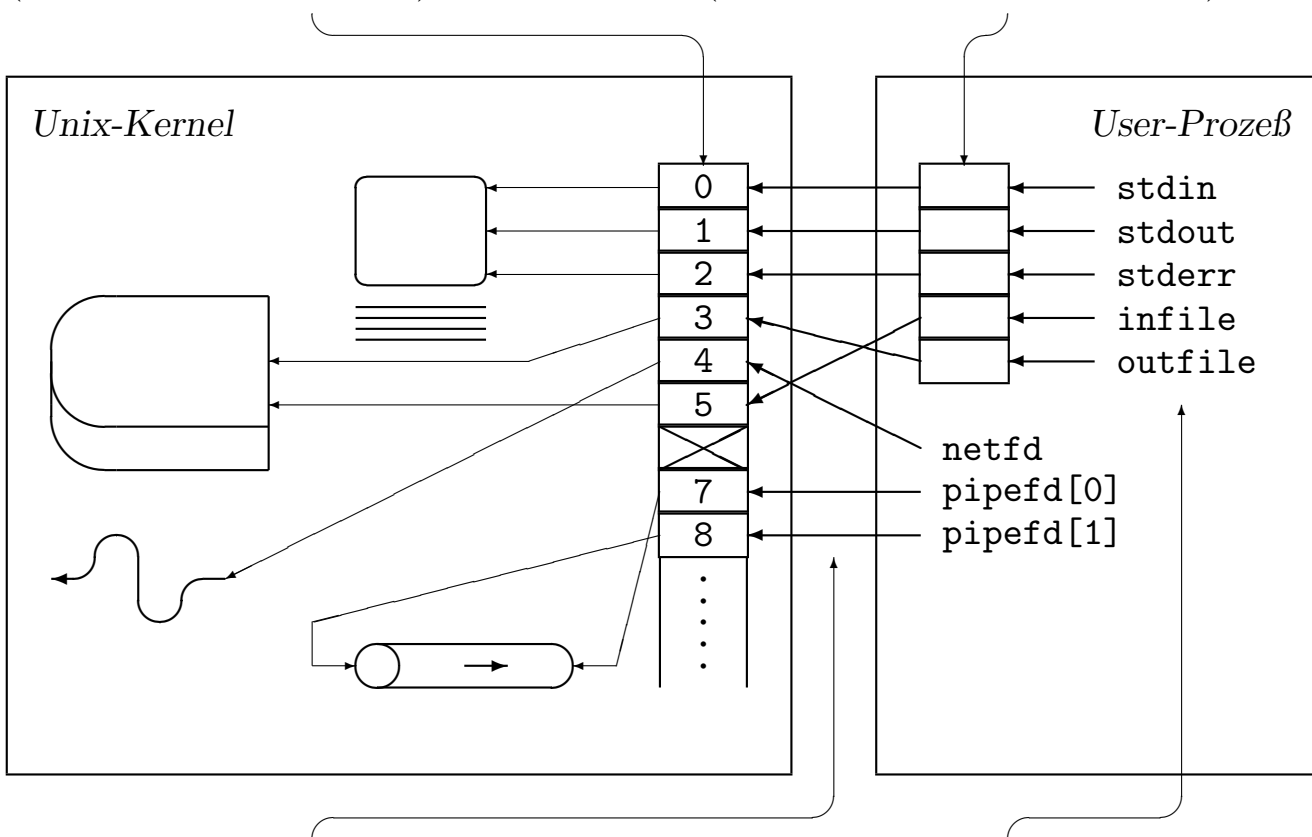 Unix-Kernel
User-Prozeß
0
stdin
1
stdout
2
stderr
3
infile
4
outfile
5
netfd
7
pipefd[0]
8
pipefd[1]